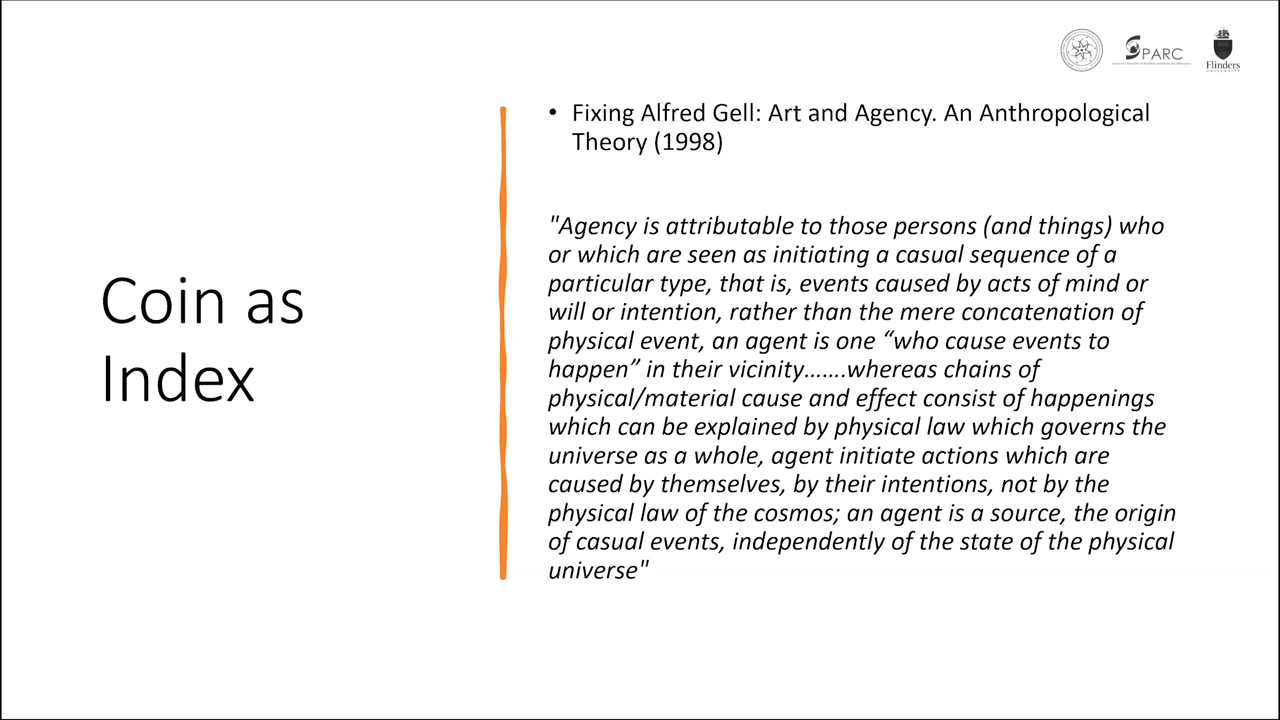 SPARC
Flinders
UNIVERSITY
Coin as
Index
• Fixing Alfred Gell: Art and Agency. An Anthropological
Theory (1998)
"Agency is attributable to those persons (and things) who
or which are seen as initiating a casual sequence of a
particular type, that is, events caused by acts of mind or
will or intention, rather than the mere concatenation of
physical event, an agent is one “who cause events to
happen” in their vicinity.……whereas chains of
physical/material cause and effect consist of happenings
which can be explained by physical law which governs the
universe as a whole, agent initiate actions which are
caused by themselves, by their intentions, not by the
physical law of the cosmos; an agent is a source, the origin
of casual events, independently of the state of the physical
universe"